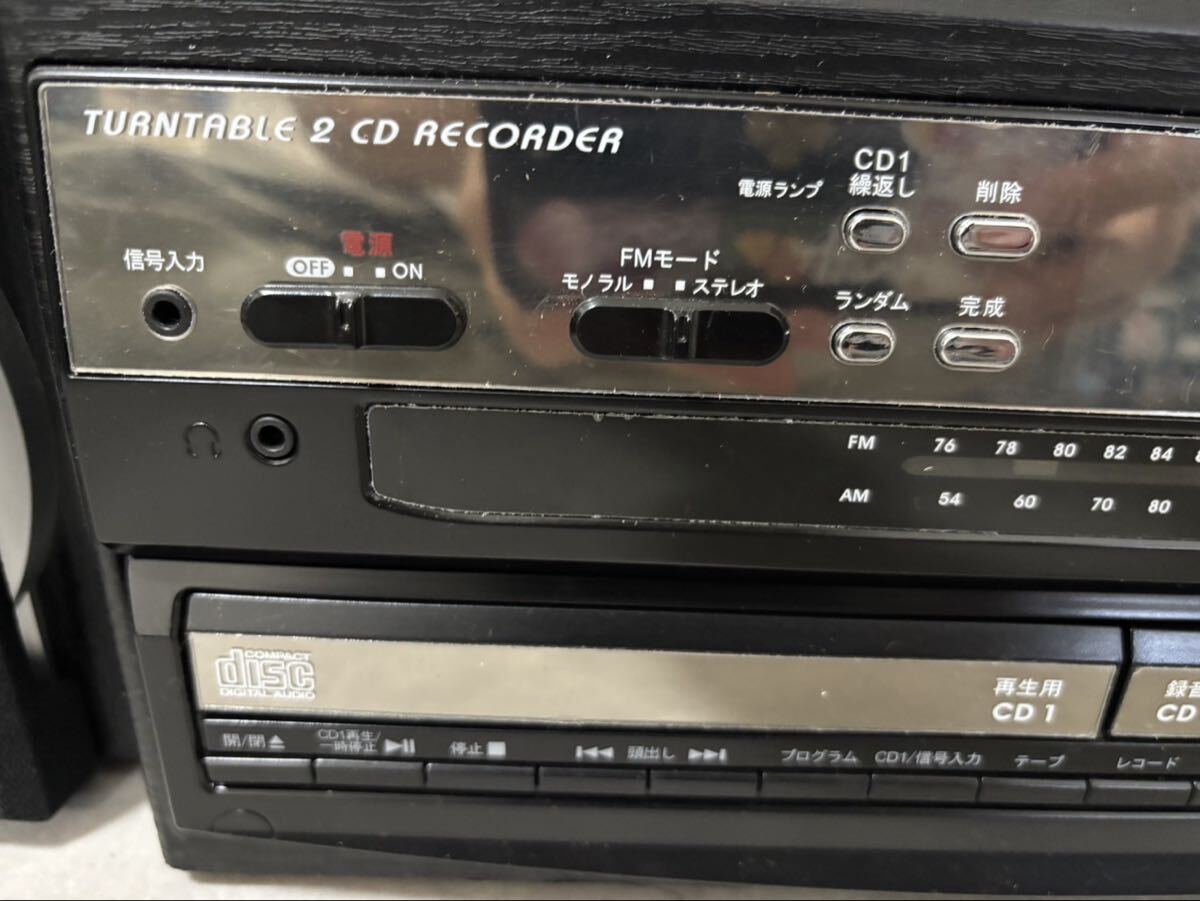 TURNTABLE 2 CD RECORDER
電源ランプ
CD1
繰返し
削除
信号入力
電源
OFF ■ ■ ON
FMモード
モノラル ■ ■ ステレオ
ランダム
完成
FM 76 78 80 82 84
AM 54 60 70 80
COMPACT
disc
DIGITAL AUDIO
再生用
CD 1
録音
CD
開/閉⏏
CD1再生/
一時停止 ▶II
停止 ■
I◀◀ 頭出し ▶▶I
プログラム
CD1/信号入力
テープ
レコード